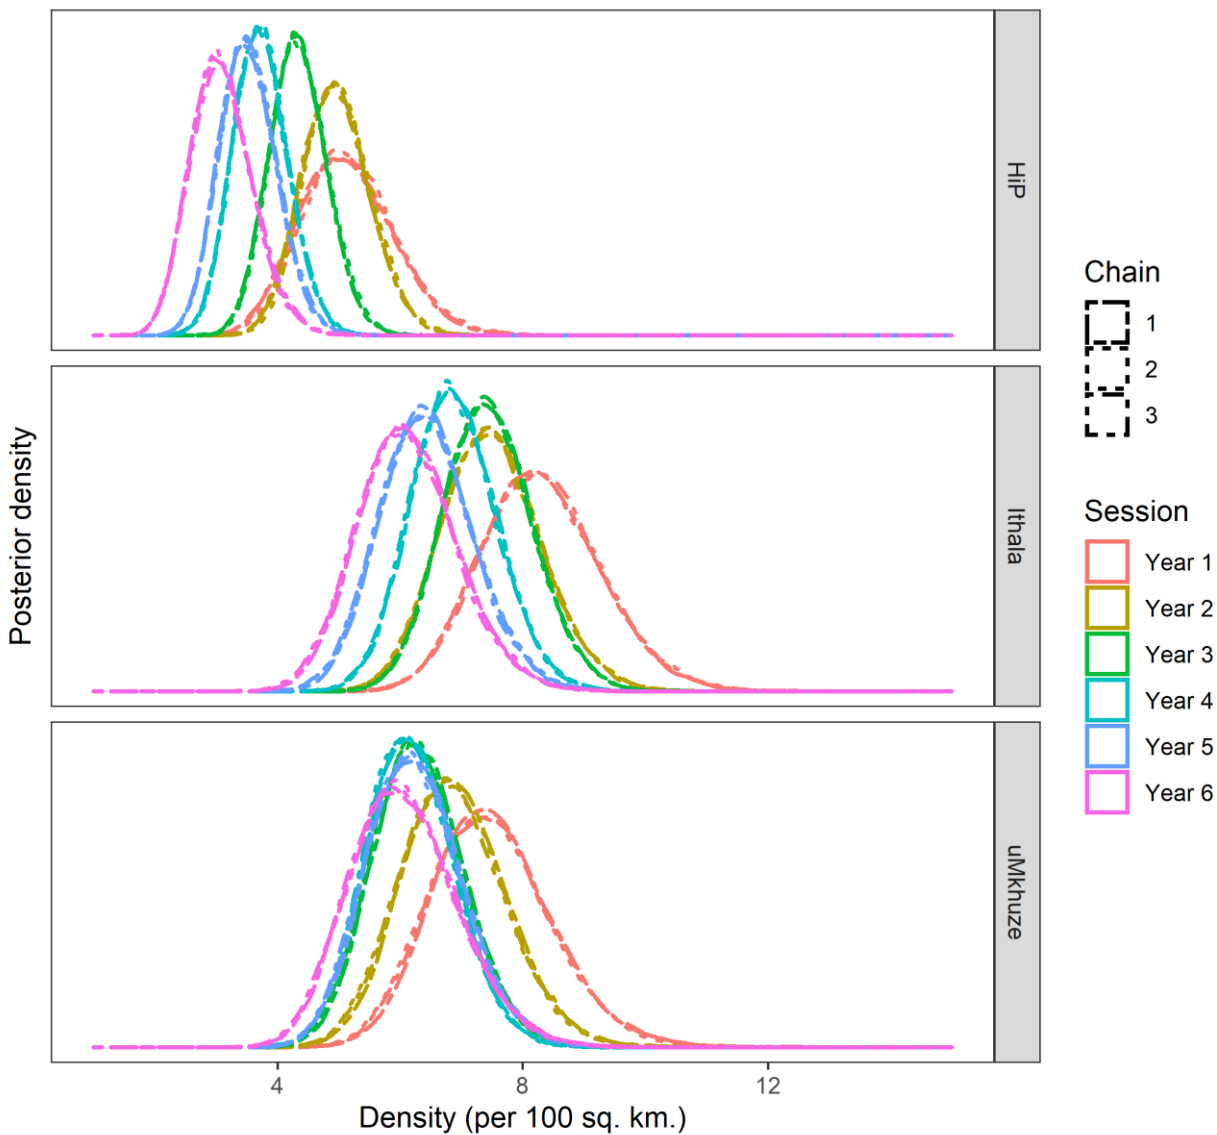 HiP
Ithala
uMkhuze
Posterior density
4 8 12
Density (per 100 sq. km.)
Chain
1
2
3
Session
Year 1
Year 2
Year 3
Year 4
Year 5
Year 6